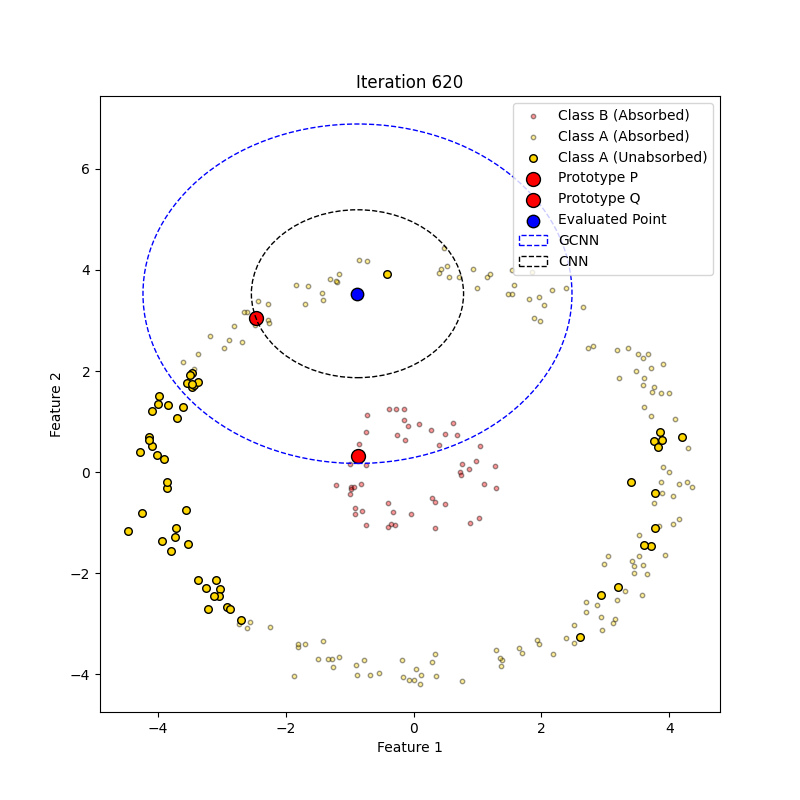 Iteration 620
Class B (Absorbed)
Class A (Absorbed)
Class A (Unabsorbed)
Prototype P
Prototype Q
Evaluated Point
GCNN
CNN
6
4
2
0
−2
−4
Feature 2
−4
−2
0
2
4
Feature 1